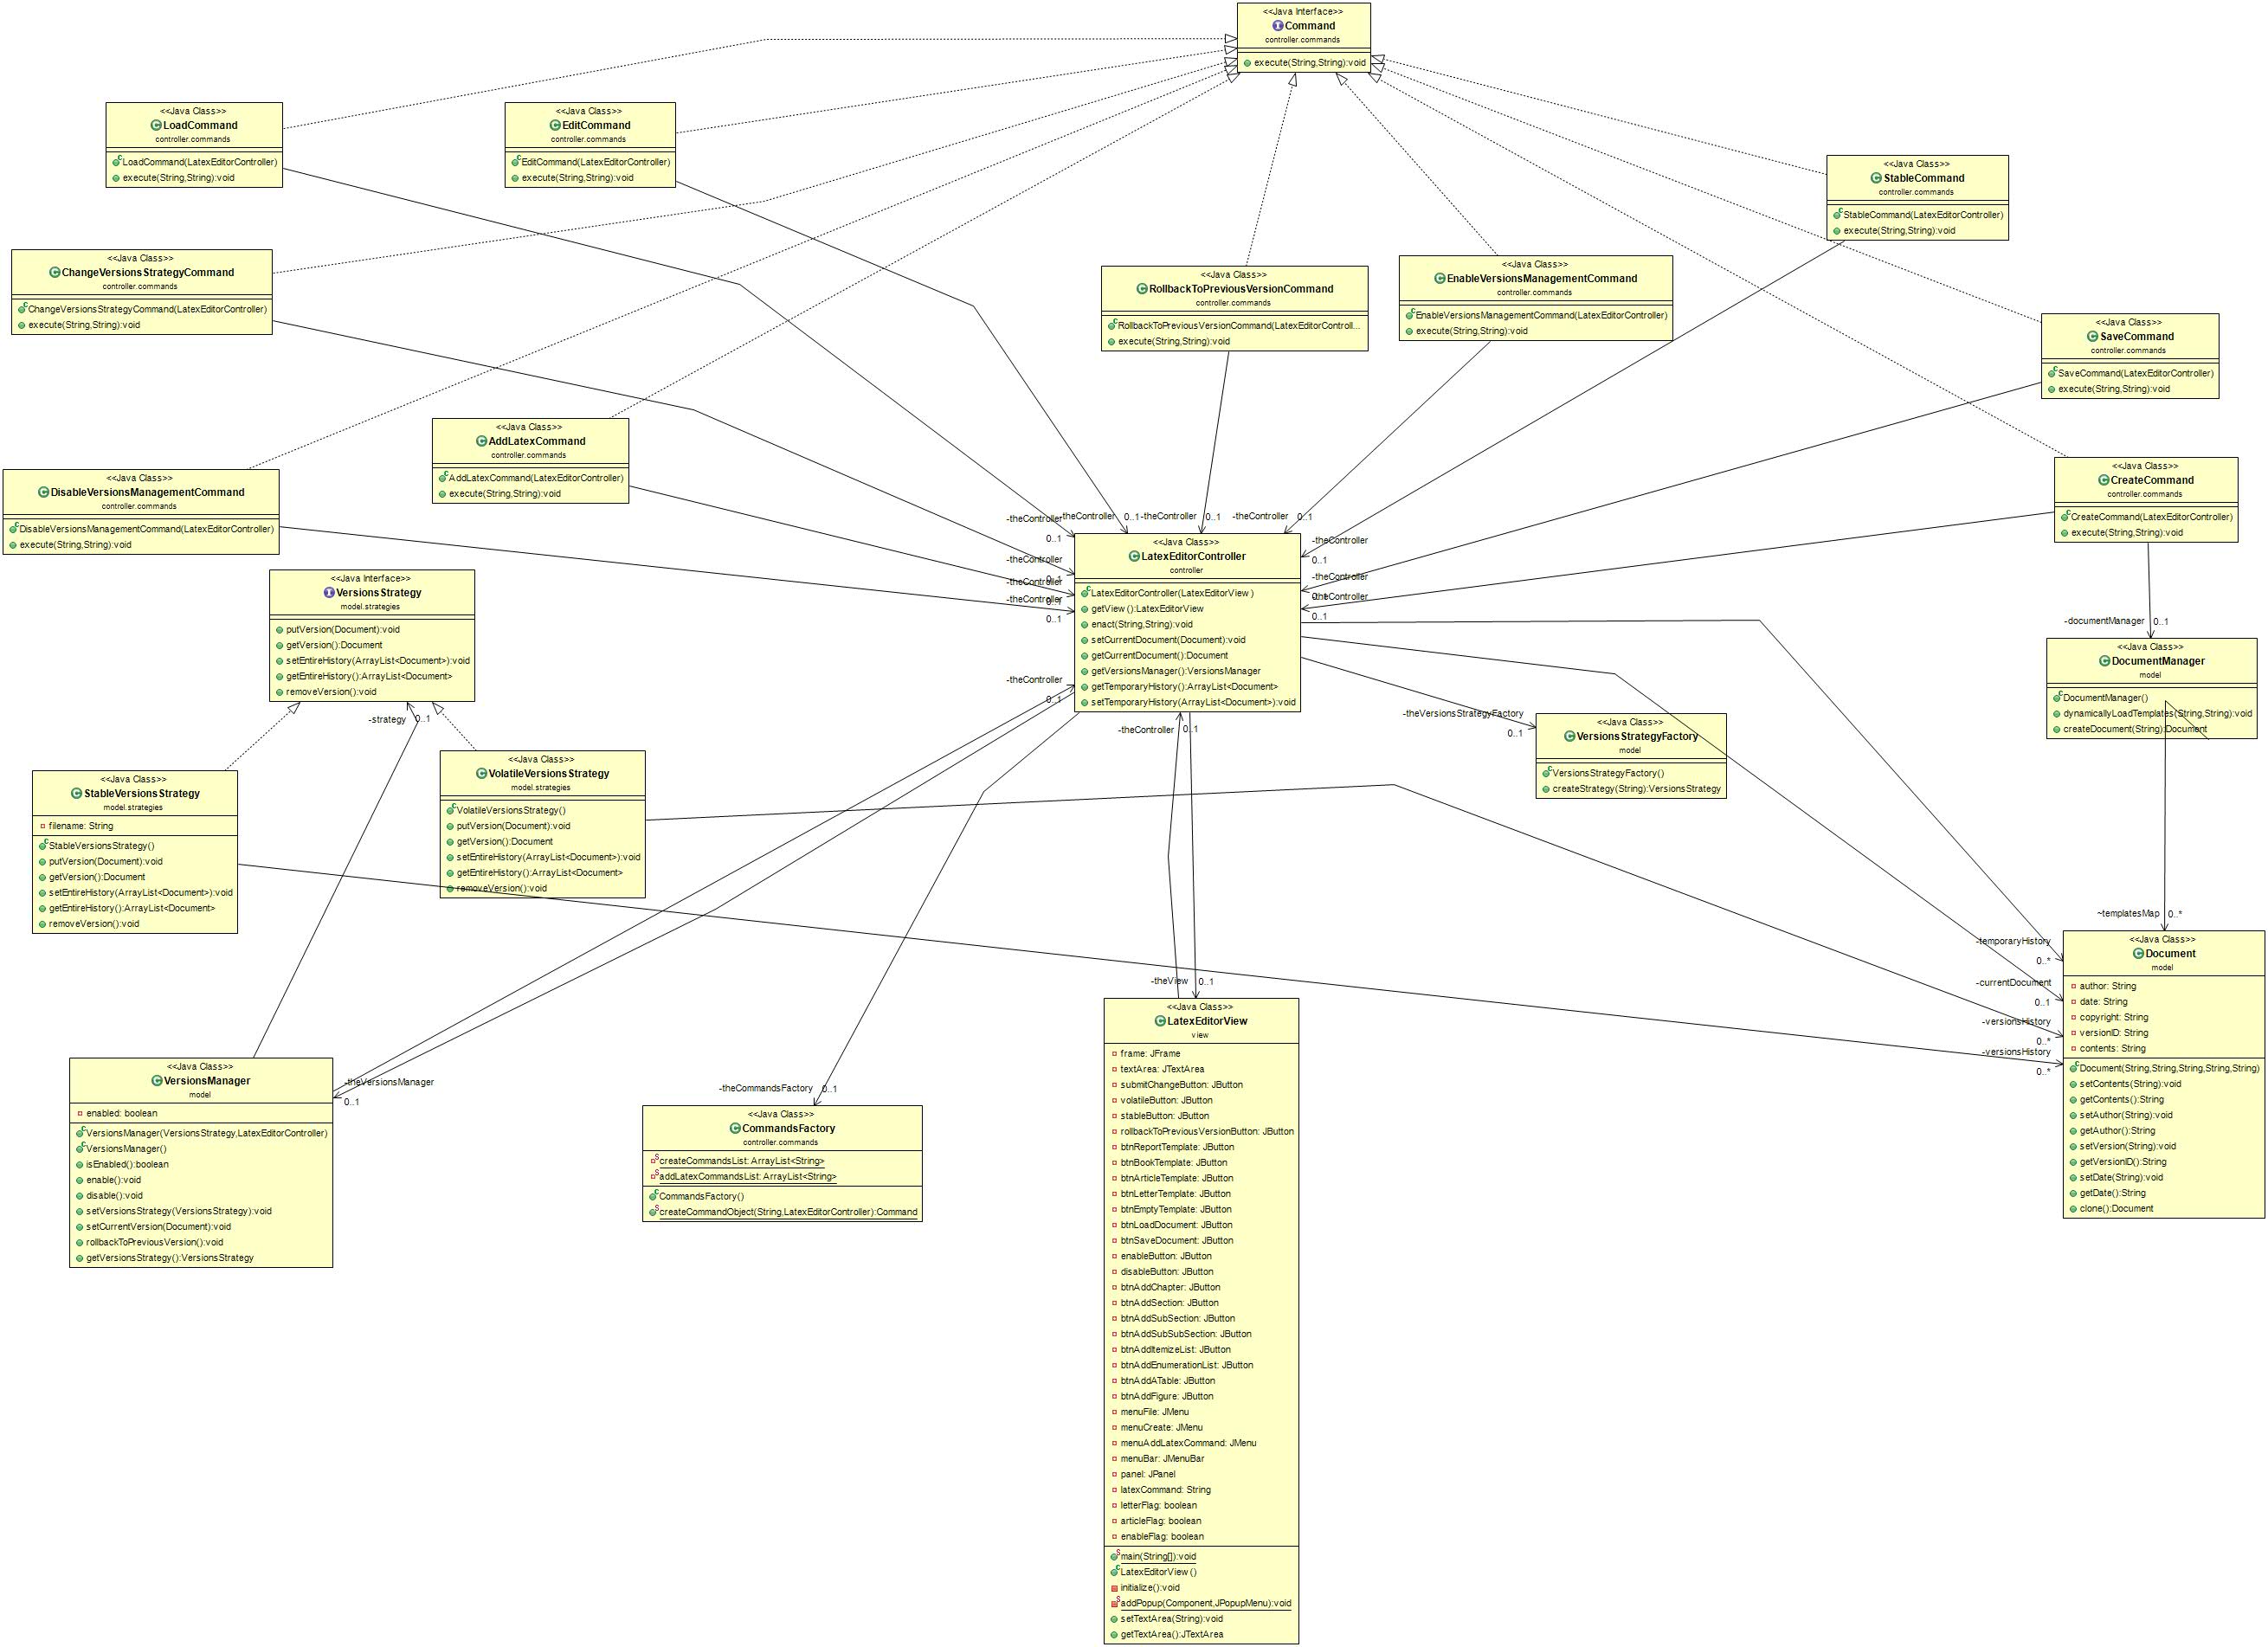 <<Java Interface>>
Command
controller.commands
execute(String,String):void
<<Java Class>>
LoadCommand
controller.commands
LoadCommand(LatexEditorController)
execute(String,String):void
<<Java Class>>
EditCommand
controller.commands
EditCommand(LatexEditorController)
execute(String,String):void
<<Java Class>>
StableCommand
controller.commands
StableCommand(LatexEditorController)
execute(String,String):void
<<Java Class>>
ChangeVersionsStrategyCommand
controller.commands
ChangeVersionsStrategyCommand(LatexEditorController)
execute(String,String):void
<<Java Class>>
RollbackToPreviousVersionCommand
controller.commands
RollbackToPreviousVersionCommand(LatexEditorControll...
execute(String,String):void
<<Java Class>>
EnableVersionsManagementCommand
controller.commands
EnableVersionsManagementCommand(LatexEditorController)
execute(String,String):void
<<Java Class>>
SaveCommand
controller.commands
SaveCommand(LatexEditorController)
execute(String,String):void
<<Java Class>>
AddLatexCommand
controller.commands
AddLatexCommand(LatexEditorController)
execute(String,String):void
<<Java Class>>
DisableVersionsManagementCommand
controller.commands
DisableVersionsManagementCommand(LatexEditorController)
execute(String,String):void
<<Java Class>>
CreateCommand
controller.commands
CreateCommand(LatexEditorController)
execute(String,String):void
-theController
0..1
-theController
0..1
-theController
0..1
-theController
0..1
-theController
0..1
-theController
0..1
-theController
0..1
-theController
0..1
-theController
0..1
-theController
0..1
<<Java Class>>
LatexEditorController
controller
LatexEditorController(LatexEditorView )
getView ():LatexEditorView
enact(String,String):void
setCurrentDocument(Document):void
getCurrentDocument():Document
getVersionsManager():VersionsManager
getTemporaryHistory():ArrayList<Document>
setTemporaryHistory(ArrayList<Document>):void
<<Java Interface>>
VersionsStrategy
model.strategies
putVersion(Document):void
getVersion():Document
setEntireHistory(ArrayList<Document>):void
getEntireHistory():ArrayList<Document>
removeVersion():void
-strategy
0..1
-theController
0..1
-theController
0..1
-theVersionsStrategyFactory
0..1
-documentManager
0..1
<<Java Class>>
DocumentManager
model
DocumentManager()
dynamicallyLoadTemplates(String,String):void
createDocument(String):Document
<<Java Class>>
VersionsStrategyFactory
model
VersionsStrategyFactory()
createStrategy(String):VersionsStrategy
<<Java Class>>
StableVersionsStrategy
model.strategies
filename: String
StableVersionsStrategy()
putVersion(Document):void
getVersion():Document
setEntireHistory(ArrayList<Document>):void
getEntireHistory():ArrayList<Document>
removeVersion():void
<<Java Class>>
VolatileVersionsStrategy
model.strategies
VolatileVersionsStrategy()
putVersion(Document):void
getVersion():Document
setEntireHistory(ArrayList<Document>):void
getEntireHistory():ArrayList<Document>
removeVersion():void
~templatesMap
0..*
-temporaryHistory
0..*
-currentDocument
0..1
-versionsHistory
0..*
-versionsHistory
0..*
<<Java Class>>
Document
model
author: String
date: String
copyright: String
versionID: String
contents: String
Document(String,String,String,String,String)
setContents(String):void
getContents():String
setAuthor(String):void
getAuthor():String
setVersion(String):void
getVersionID():String
setDate(String):void
getDate():String
clone():Document
-theView
0..1
-theVersionsManager
0..1
-theCommandsFactory
0..1
<<Java Class>>
VersionsManager
model
enabled: boolean
VersionsManager(VersionsStrategy,LatexEditorController)
VersionsManager()
isEnabled():boolean
enable():void
disable():void
setVersionsStrategy(VersionsStrategy):void
setCurrentVersion(Document):void
rollbackToPreviousVersion():void
getVersionsStrategy():VersionsStrategy
<<Java Class>>
CommandsFactory
controller.commands
createCommandsList: ArrayList<String>
addLatexCommandsList: ArrayList<String>
CommandsFactory()
createCommandObject(String,LatexEditorController):Command
<<Java Class>>
LatexEditorView
view
frame: JFrame
textArea: JTextArea
submitChangeButton: JButton
volatileButton: JButton
stableButton: JButton
rollbackToPreviousVersionButton: JButton
btnReportTemplate: JButton
btnBookTemplate: JButton
btnArticleTemplate: JButton
btnLetterTemplate: JButton
btnEmptyTemplate: JButton
btnLoadDocument: JButton
btnSaveDocument: JButton
enableButton: JButton
disableButton: JButton
btnAddChapter: JButton
btnAddSection: JButton
btnAddSubSection: JButton
btnAddSubSubSection: JButton
btnAddItemizeList: JButton
btnAddEnumerationList: JButton
btnAddATable: JButton
btnAddFigure: JButton
menuFile: JMenu
menuCreate: JMenu
menuAddLatexCommand: JMenu
menuBar: JMenuBar
panel: JPanel
latexCommand: String
letterFlag: boolean
articleFlag: boolean
enableFlag: boolean
main(String[]):void
LatexEditorView ()
initialize():void
addPopup(Component,JPopupMenu):void
setTextArea(String):void
getTextArea():JTextArea